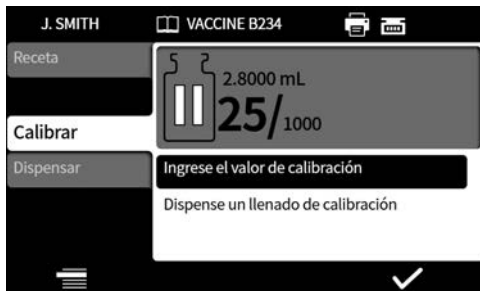 J. SMITH
VACCINE B234
Receta
Calibrar
Dispensar
2.8000 mL
25/1000
Ingrese el valor de calibración
Dispense un llenado de calibración